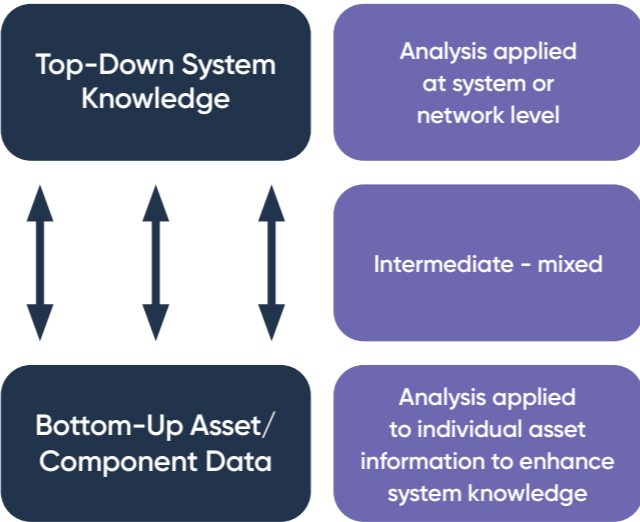 Top-Down System
Knowledge
Analysis applied
at system or
network level
Intermediate - mixed
Bottom-Up Asset/
Component Data
Analysis applied
to individual asset
information to enhance
system knowledge